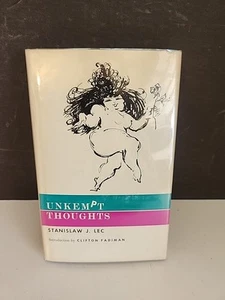 UNKEMPT
THOUGHTS
STANISLAW J. LEC
Introduction by CLIFTON FADIMAN